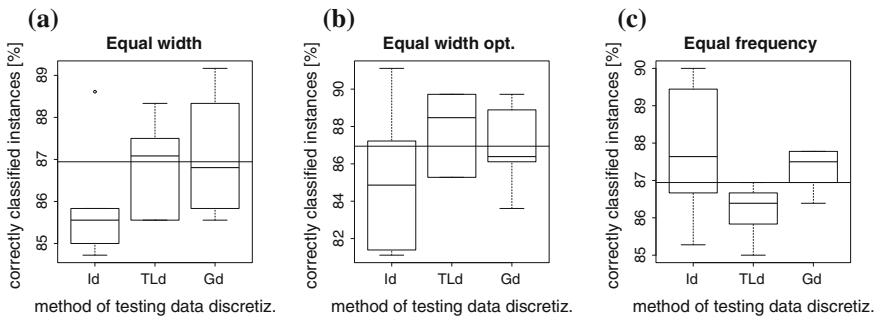 (a)
Equal width
correctly classified instances [%]
89
88
87
86
85
Id TLd Gd
method of testing data discretiz.
(b)
Equal width opt.
correctly classified instances [%]
90
88
86
84
82
Id TLd Gd
method of testing data discretiz.
(c)
Equal frequency
correctly classified instances [%]
90
89
88
87
86
85
Id TLd Gd
method of testing data discretiz.